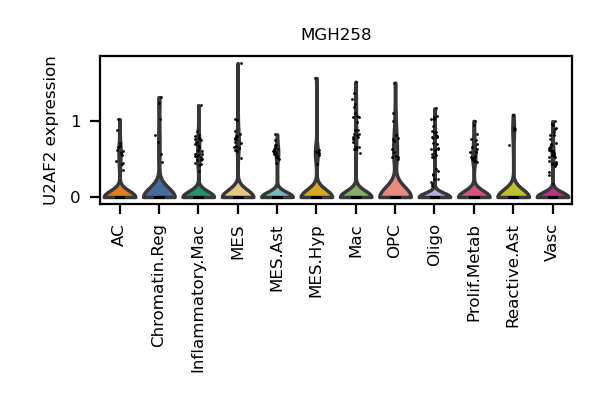 MGH258
U2AF2 expression
1
0
AC
Chromatin.Reg
Inflammatory.Mac
MES
MES.Ast
MES.Hyp
Mac
OPC
Oligo
Prolif.Metab
Reactive.Ast
Vasc